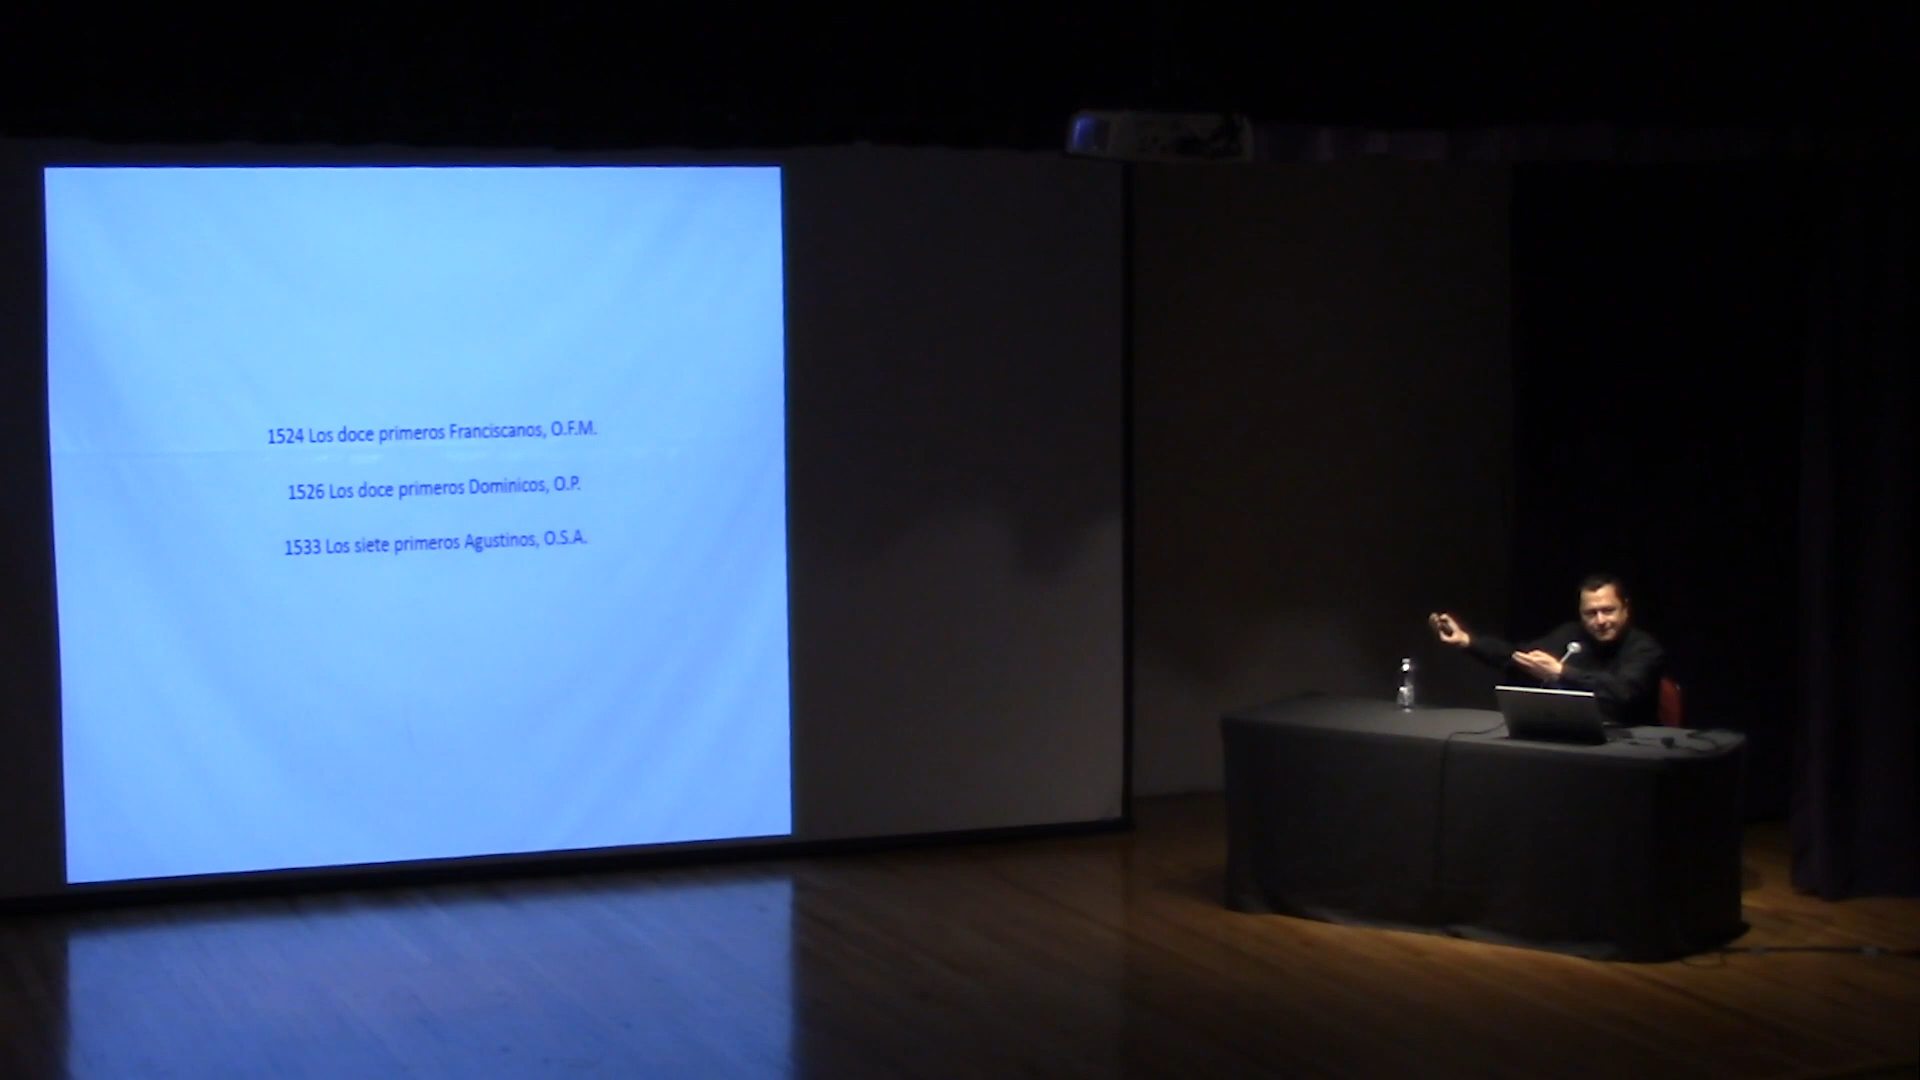 1524 Los doce primeros Franciscanos, O.F.M.
1526 Los doce primeros Dominicos, O.P.
1533 Los siete primeros Agustinos, O.S.A.